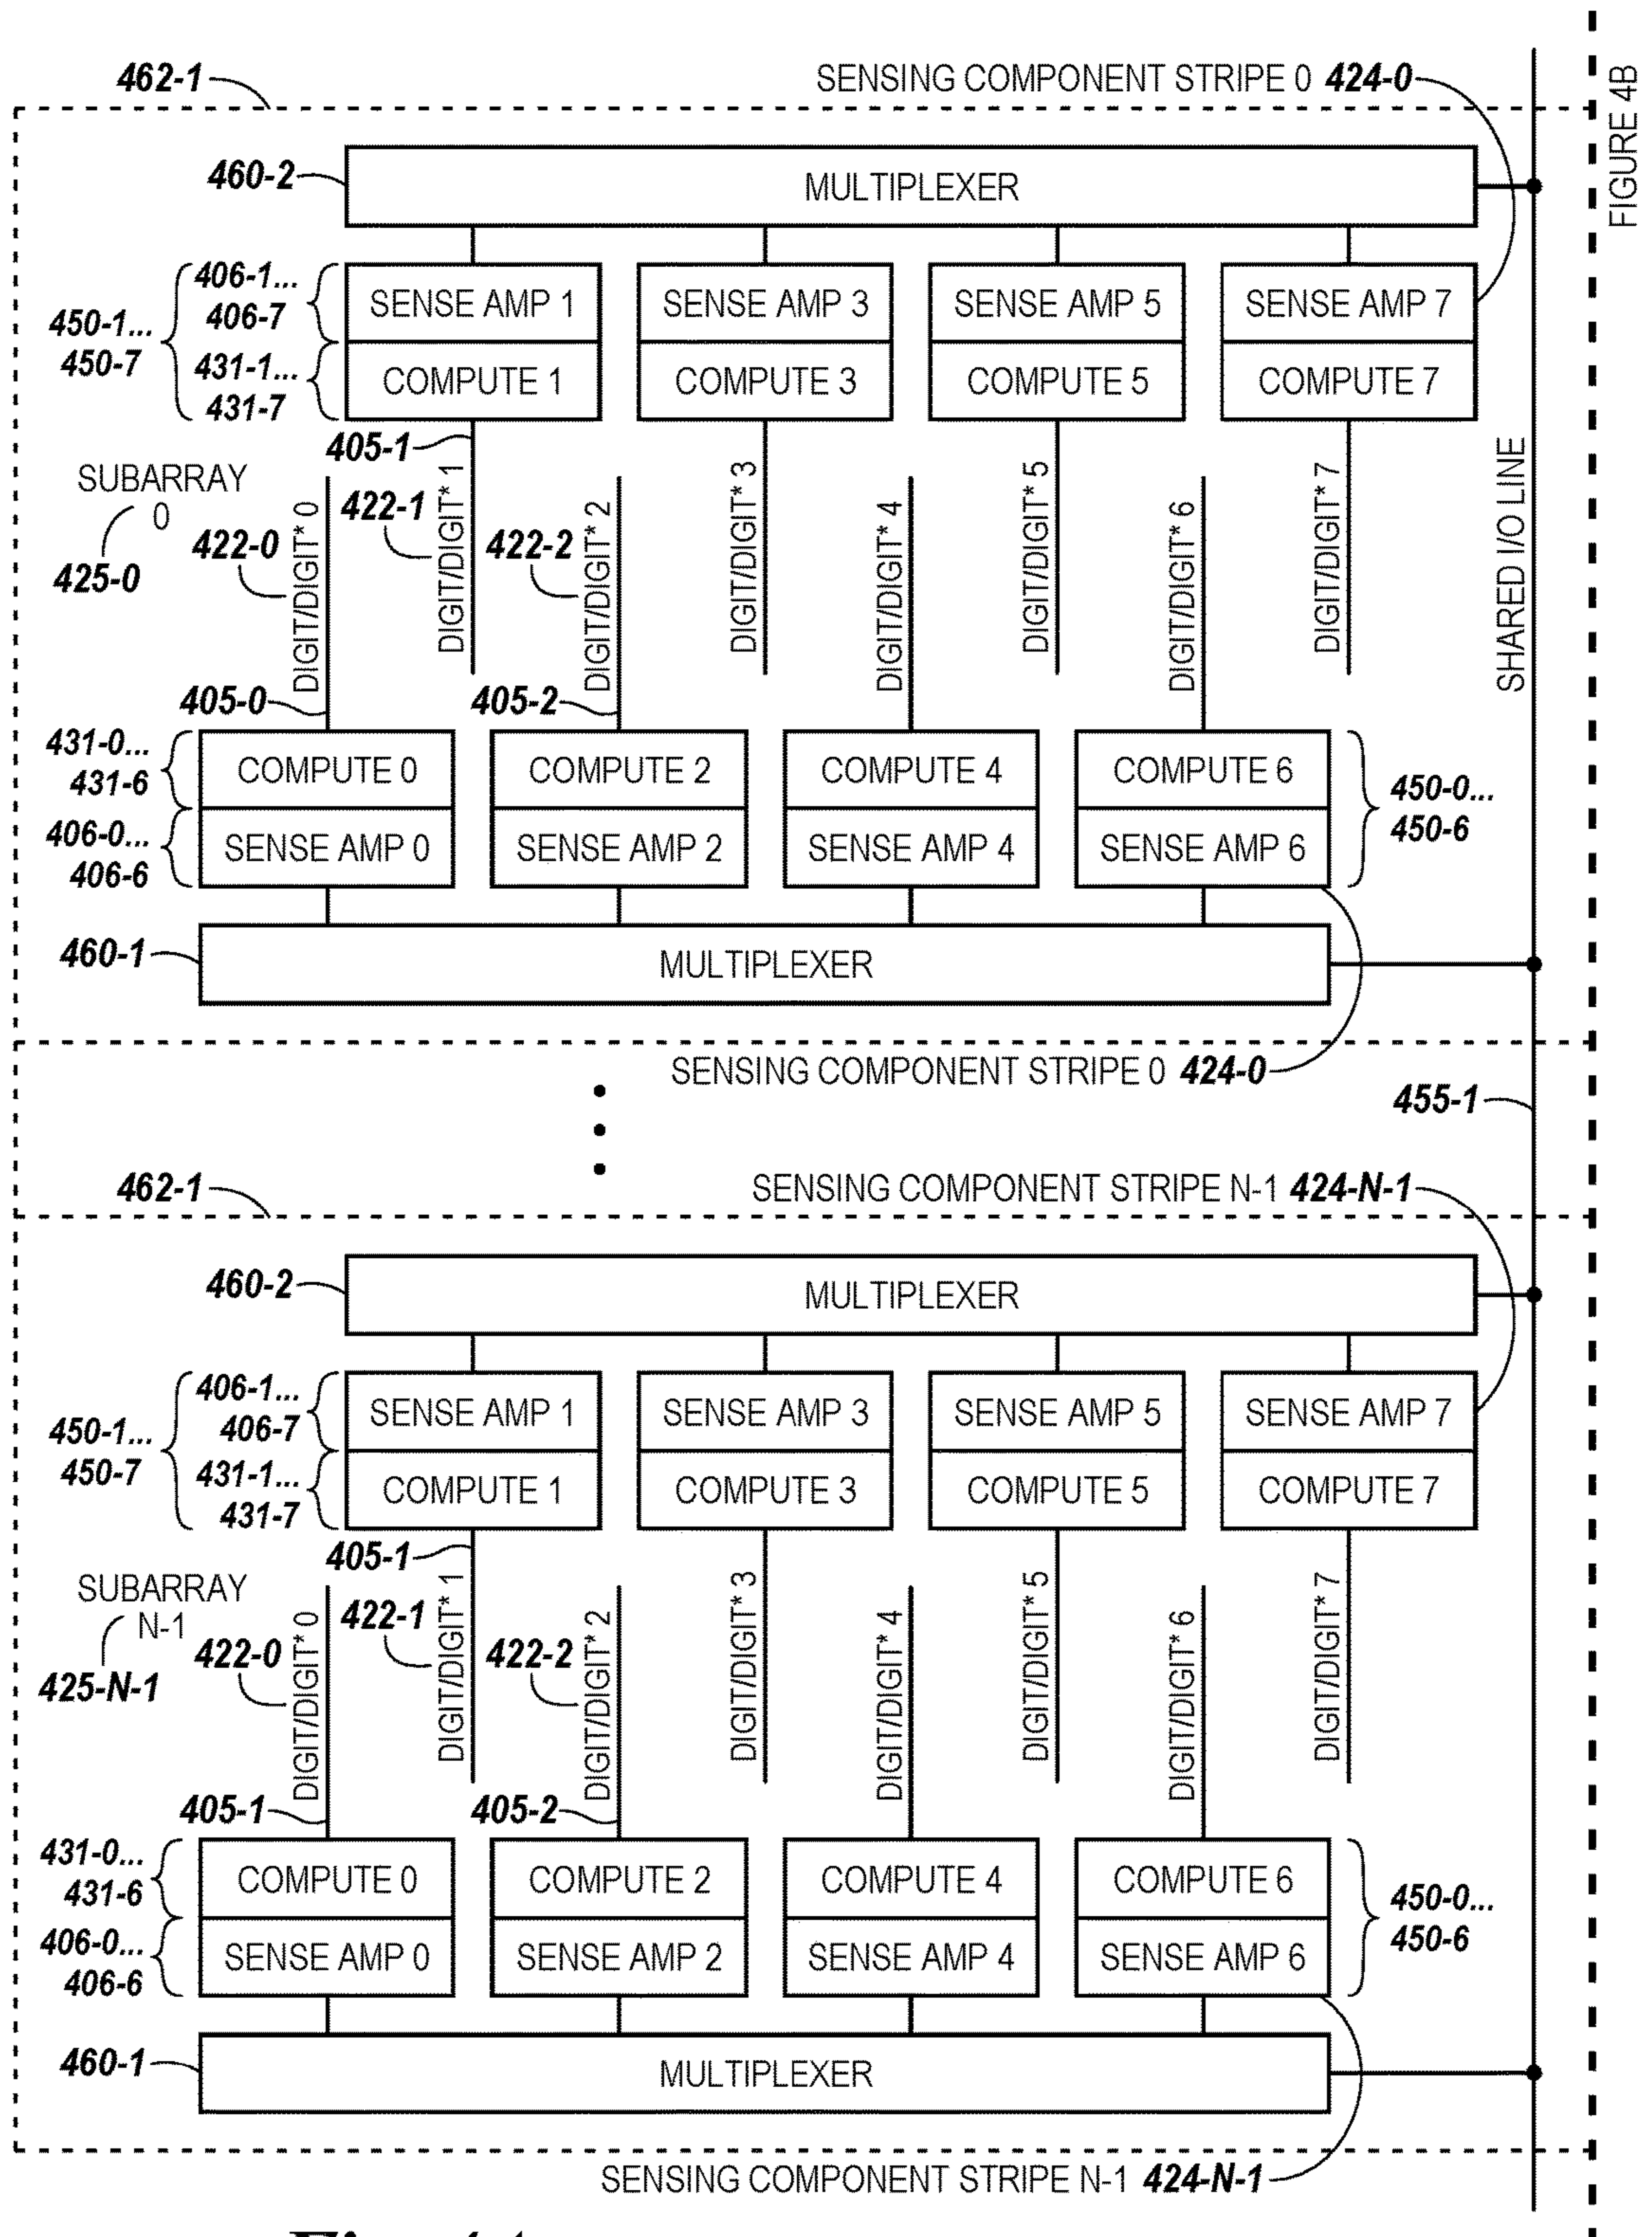 462-1
SENSING COMPONENT STRIPE 0 424-0
FIGURE 4B
460-2
MULTIPLEXER
450-1...
450-7
406-1...
406-7
431-1...
431-7
SENSE AMP 1
SENSE AMP 3
SENSE AMP 5
SENSE AMP 7
COMPUTE 1
COMPUTE 3
COMPUTE 5
COMPUTE 7
405-1
SUBARRAY
0
425-0
422-0
DIGIT/DIGIT* 0
422-1
DIGIT/DIGIT* 1
422-2
DIGIT/DIGIT* 2
DIGIT/DIGIT* 3
DIGIT/DIGIT* 4
DIGIT/DIGIT* 5
DIGIT/DIGIT* 6
DIGIT/DIGIT* 7
SHARED I/O LINE
405-0
405-2
431-0...
431-6
406-0...
406-6
COMPUTE 0
COMPUTE 2
COMPUTE 4
COMPUTE 6
SENSE AMP 0
SENSE AMP 2
SENSE AMP 4
SENSE AMP 6
450-0...
450-6
460-1
MULTIPLEXER
SENSING COMPONENT STRIPE 0 424-0
455-1
462-1
SENSING COMPONENT STRIPE N-1 424-N-1
460-2
MULTIPLEXER
450-1...
450-7
406-1...
406-7
431-1...
431-7
SENSE AMP 1
SENSE AMP 3
SENSE AMP 5
SENSE AMP 7
COMPUTE 1
COMPUTE 3
COMPUTE 5
COMPUTE 7
405-1
SUBARRAY
N-1
425-N-1
422-0
DIGIT/DIGIT* 0
422-1
DIGIT/DIGIT* 1
422-2
DIGIT/DIGIT* 2
DIGIT/DIGIT* 3
DIGIT/DIGIT* 4
DIGIT/DIGIT* 5
DIGIT/DIGIT* 6
DIGIT/DIGIT* 7
405-1
405-2
431-0...
431-6
406-0...
406-6
COMPUTE 0
COMPUTE 2
COMPUTE 4
COMPUTE 6
SENSE AMP 0
SENSE AMP 2
SENSE AMP 4
SENSE AMP 6
450-0...
450-6
460-1
MULTIPLEXER
SENSING COMPONENT STRIPE N-1 424-N-1